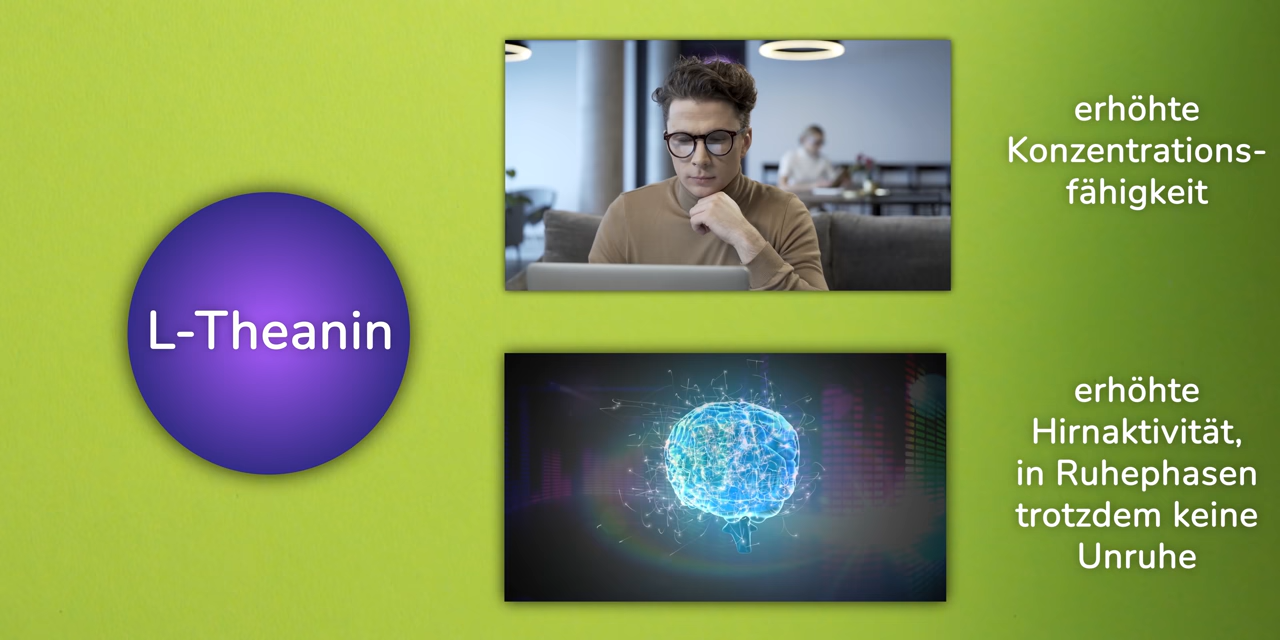 L-Theanin
erhöhte
Konzentrations-
fähigkeit
erhöhte
Hirnaktivität,
in Ruhephasen
trotzdem keine
Unruhe